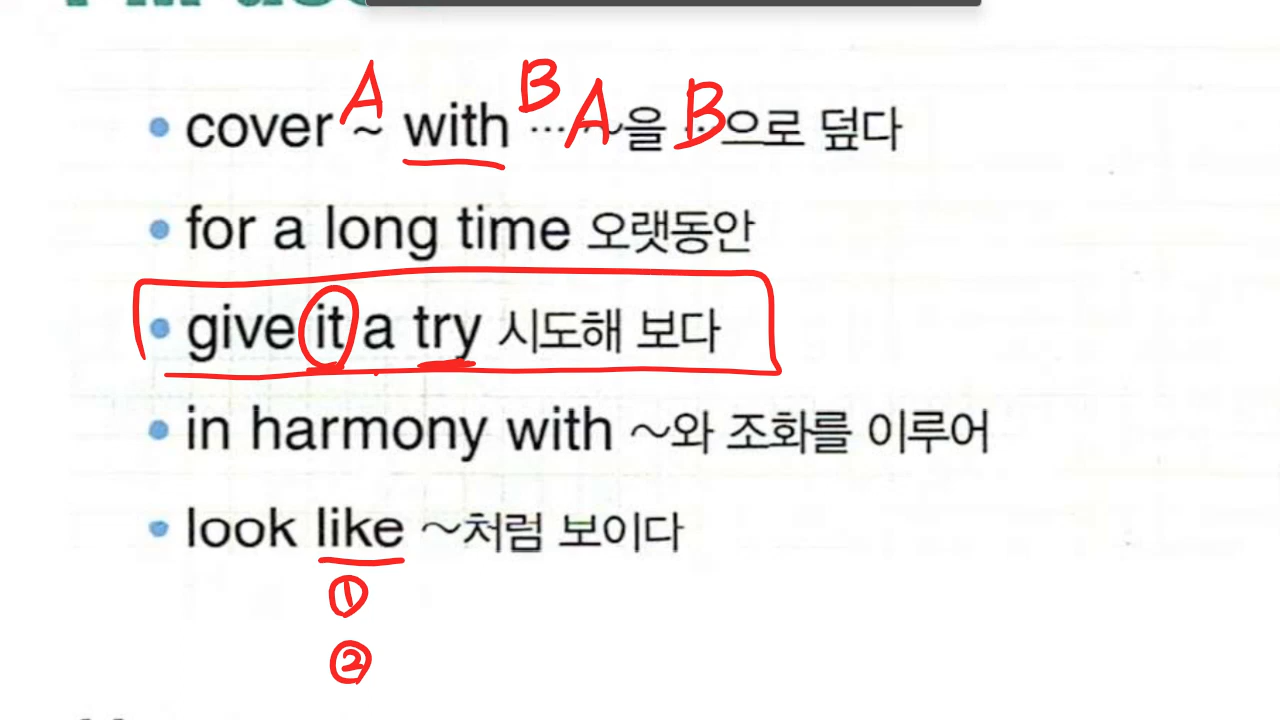 A B A B
• cover ~ with … ~을 …으로 덮다
• for a long time 오랫동안
• give it a try 시도해 보다
• in harmony with ~와 조화를 이루어
• look like ~처럼 보이다
①
②